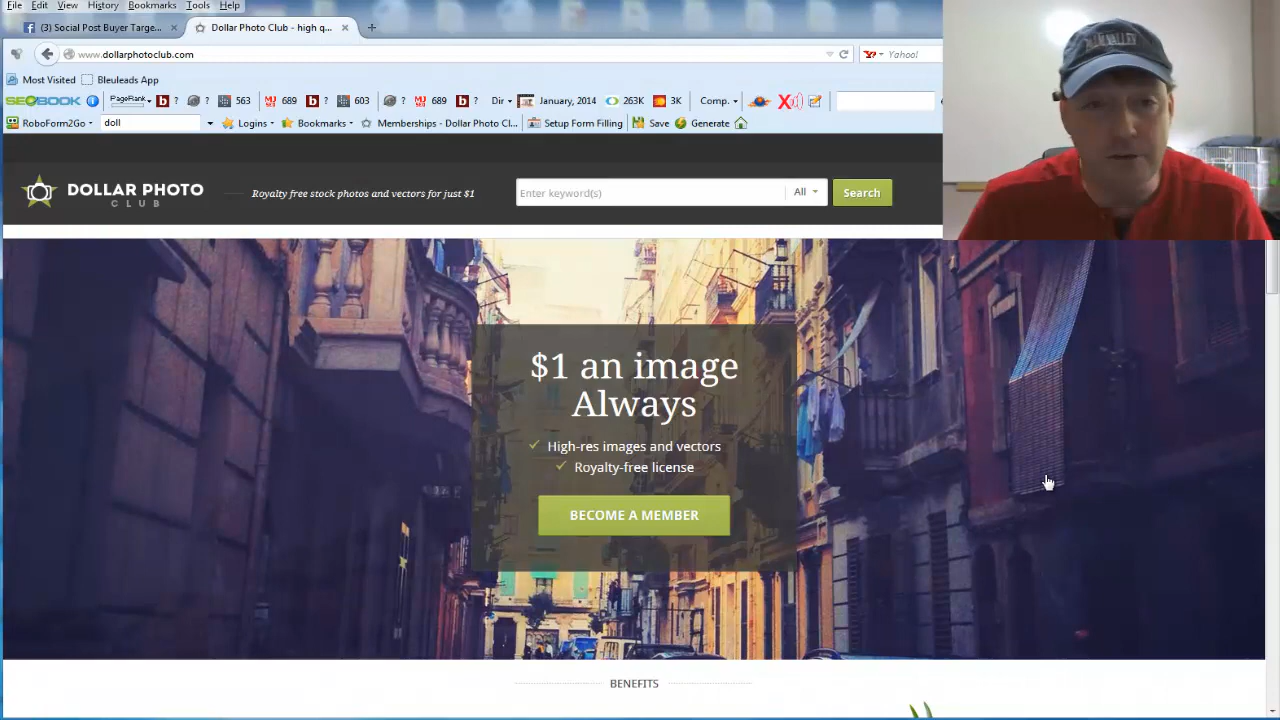 File Edit View History Bookmarks Tools Help
(3) Social Post Buyer Targe... × Dollar Photo Club - high q... × +
www.dollarphotoclub.com Yahoo!
Most Visited Bleuleads App
SEOBOOK PageRank b ? ? 563 MJ 689 b ? 603 ? MJ 689 b ? Dir January, 2014 263K 3K Comp.
RoboForm2Go doll Logins Bookmarks Memberships - Dollar Photo Cl... Setup Form Filling Save Generate
DOLLAR PHOTO
CLUB
Royalty free stock photos and vectors for just $1
Enter keyword(s) All Search
$1 an image
Always
High-res images and vectors
Royalty-free license
BECOME A MEMBER
BENEFITS